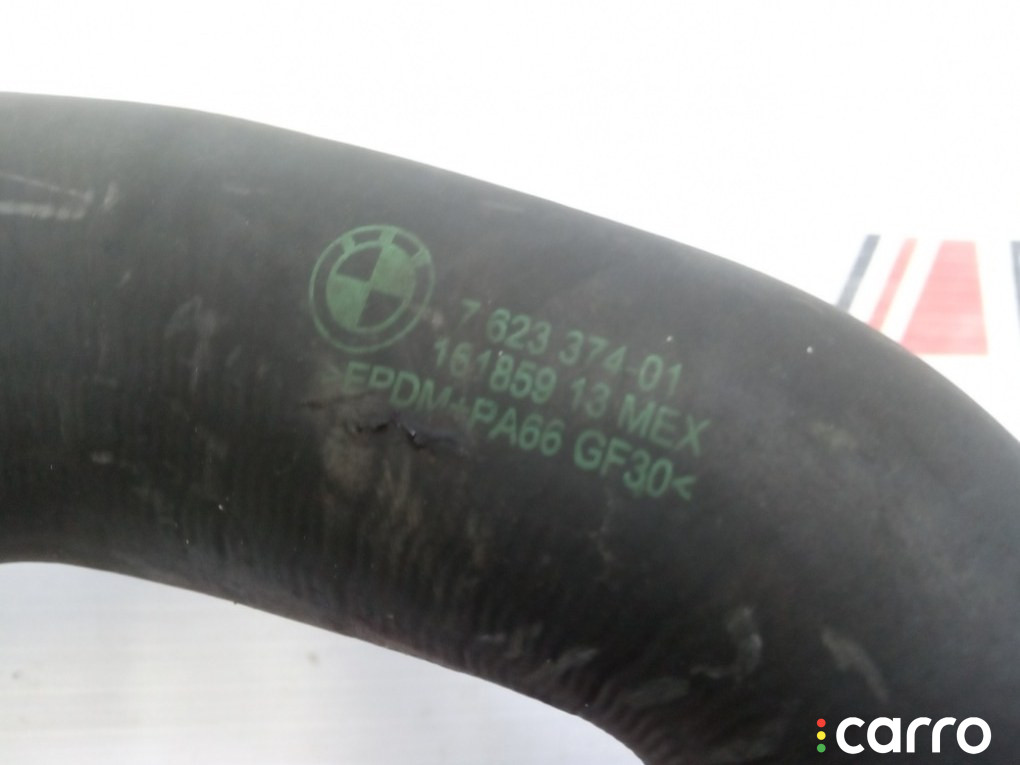 7 623 374-01
161859 13 MEX
>EPDM+PA66 GF30<
carro